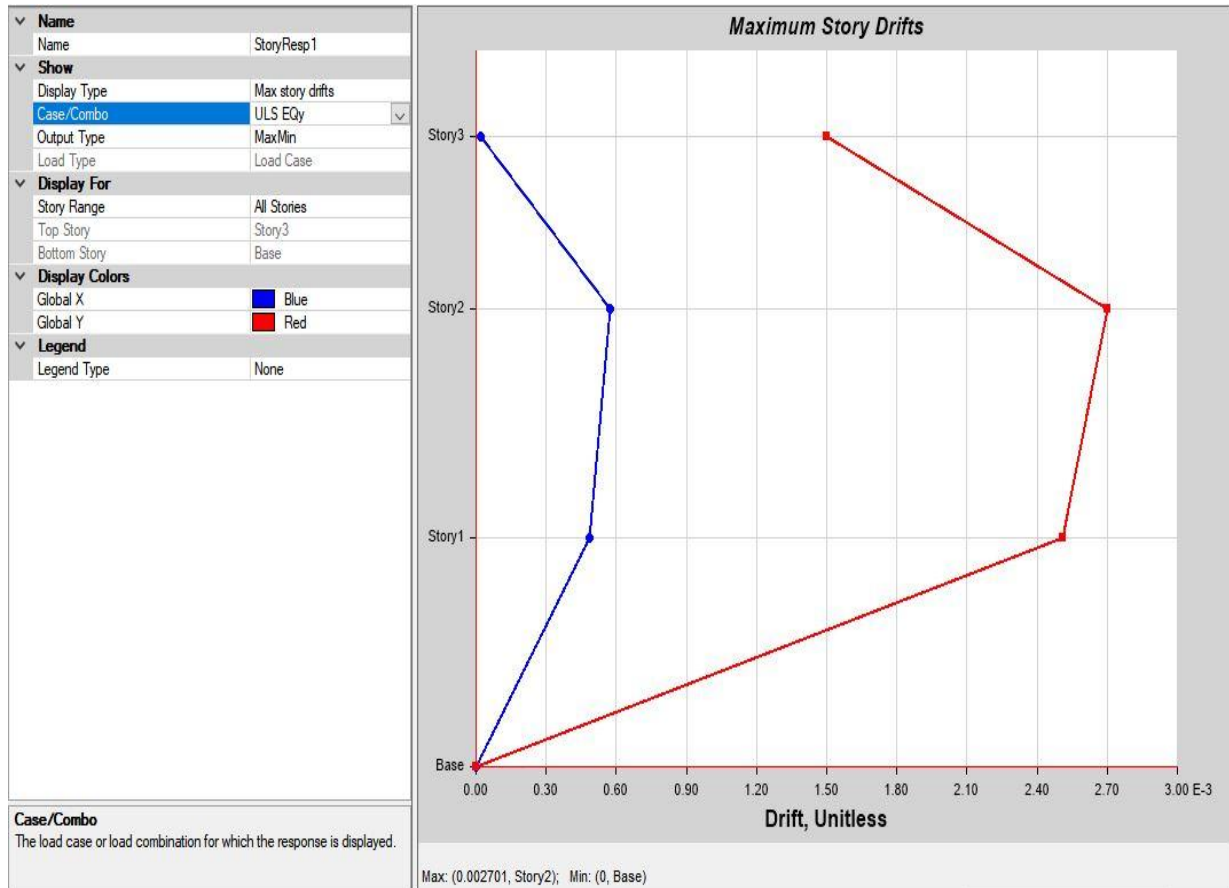 Name
Name StoryResp1
Show
Display Type Max story drifts
Case/Combo ULS EQy
Output Type MaxMin
Load Type Load Case
Display For
Story Range All Stories
Top Story Story3
Bottom Story Base
Display Colors
Global X Blue
Global Y Red
Legend
Legend Type None
Case/Combo
The load case or load combination for which the response is displayed.
Maximum Story Drifts
Story3
Story2
Story1
Base
0.00 0.30 0.60 0.90 1.20 1.50 1.80 2.10 2.40 2.70 3.00 E-3
Drift, Unitless
Max: (0.002701, Story2); Min: (0, Base)